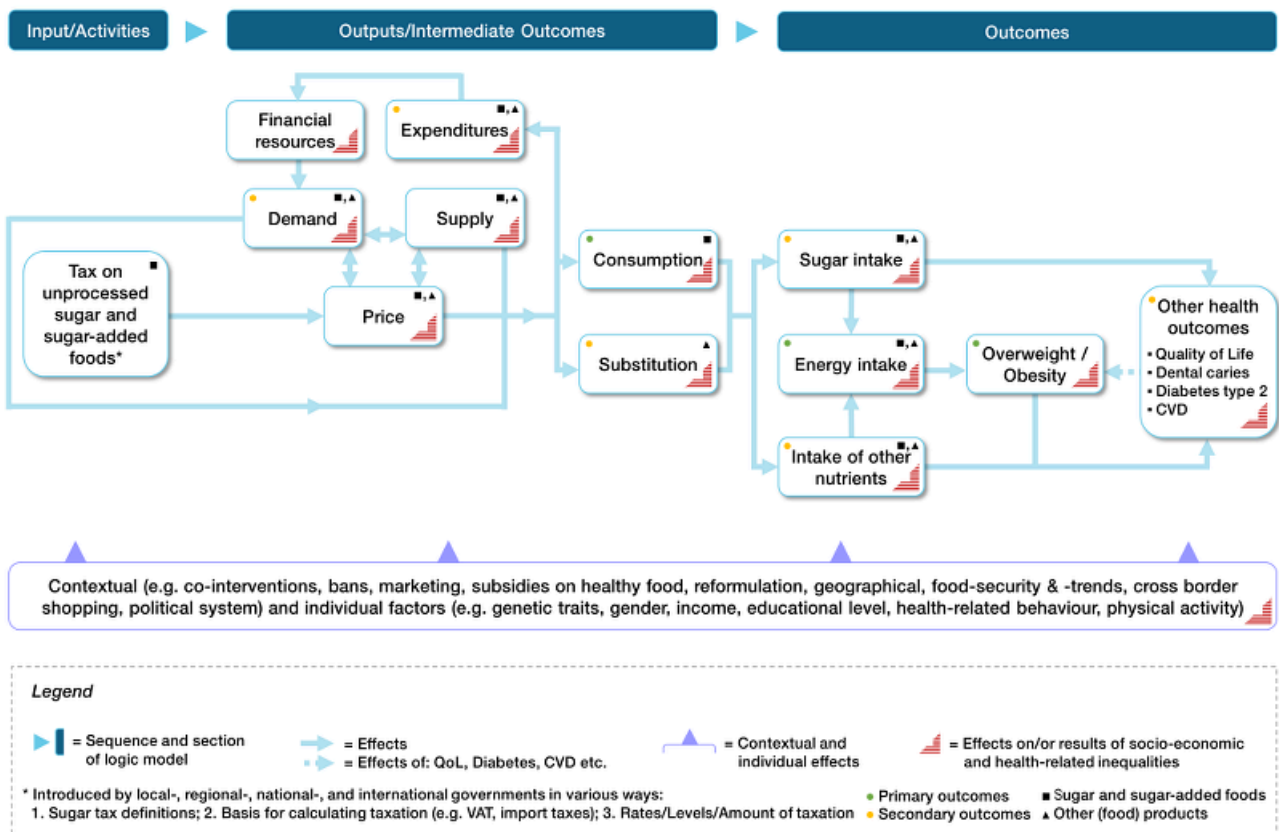 Input/Activities
Outputs/Intermediate Outcomes
Outcomes
Financial
resources
Expenditures
Demand
Supply
Tax on
unprocessed
sugar and
sugar-added
foods*
Price
Consumption
Substitution
Sugar intake
Energy intake
Intake of other
nutrients
Overweight /
Obesity
Other health
outcomes
▪ Quality of Life
▪ Dental caries
▪ Diabetes type 2
▪ CVD
Contextual (e.g. co-interventions, bans, marketing, subsidies on healthy food, reformulation, geographical, food-security & -trends, cross border
shopping, political system) and individual factors (e.g. genetic traits, gender, income, educational level, health-related behaviour, physical activity)
Legend
= Sequence and section
of logic model
= Effects
= Effects of: QoL, Diabetes, CVD etc.
= Contextual and
individual effects
= Effects on/or results of socio-economic
and health-related inequalities
* Introduced by local-, regional-, national-, and international governments in various ways:
1. Sugar tax definitions; 2. Basis for calculating taxation (e.g. VAT, import taxes); 3. Rates/Levels/Amount of taxation
● Primary outcomes
● Secondary outcomes
■ Sugar and sugar-added foods
▲ Other (food) products